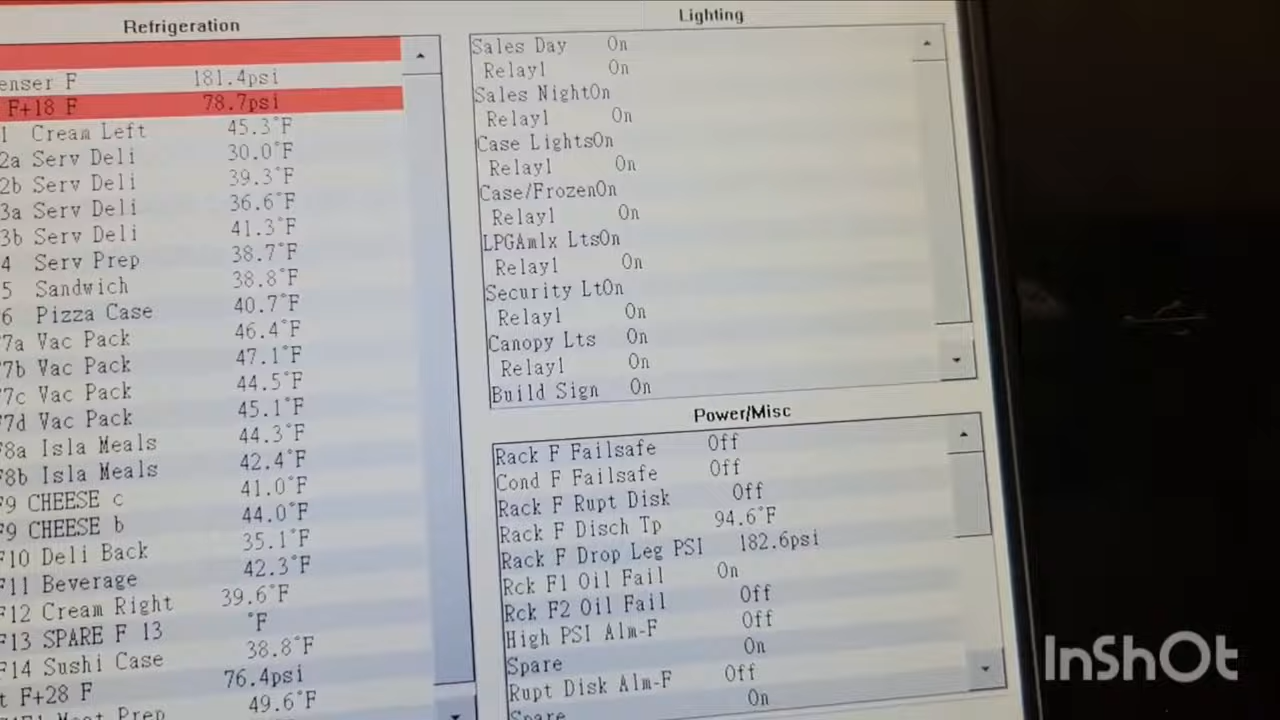 Refrigeration
enser F 181.4psi
F+18 F 78.7psi
1 Cream Left 45.3°F
2a Serv Deli 30.0°F
2b Serv Deli 39.3°F
3a Serv Deli 36.6°F
3b Serv Deli 41.3°F
4 Serv Prep 38.7°F
5 Sandwich 38.8°F
6 Pizza Case 40.7°F
7a Vac Pack 46.4°F
7b Vac Pack 47.1°F
7c Vac Pack 44.5°F
7d Vac Pack 45.1°F
F8a Isla Meals 44.3°F
F8b Isla Meals 42.4°F
F9 CHEESE c 41.0°F
F9 CHEESE b 44.0°F
F10 Deli Back 35.1°F
F11 Beverage 42.3°F
F12 Cream Right 39.6°F
F13 SPARE F 13 °F
F14 Sushi Case 38.8°F
t F+28 F 76.4psi
Meat Prep 49.6°F
Lighting
Sales Day On
Relay1 On
Sales NightOn
Relay1 On
Case LightsOn
Relay1 On
Case/FrozenOn
Relay1 On
LPGAmlx LtsOn
Relay1 On
Security LtOn
Relay1 On
Canopy Lts On
Relay1 On
Build Sign On
Power/Misc
Rack F Failsafe Off
Cond F Failsafe Off
Rack F Rupt Disk Off
Rack F Disch Tp 94.6°F
Rack F Drop Leg PSI 182.6psi
Rck F1 Oil Fail On
Rck F2 Oil Fail Off
High PSI Alm-F Off
Spare On
Rupt Disk Alm-F Off
Spare On
InShOt